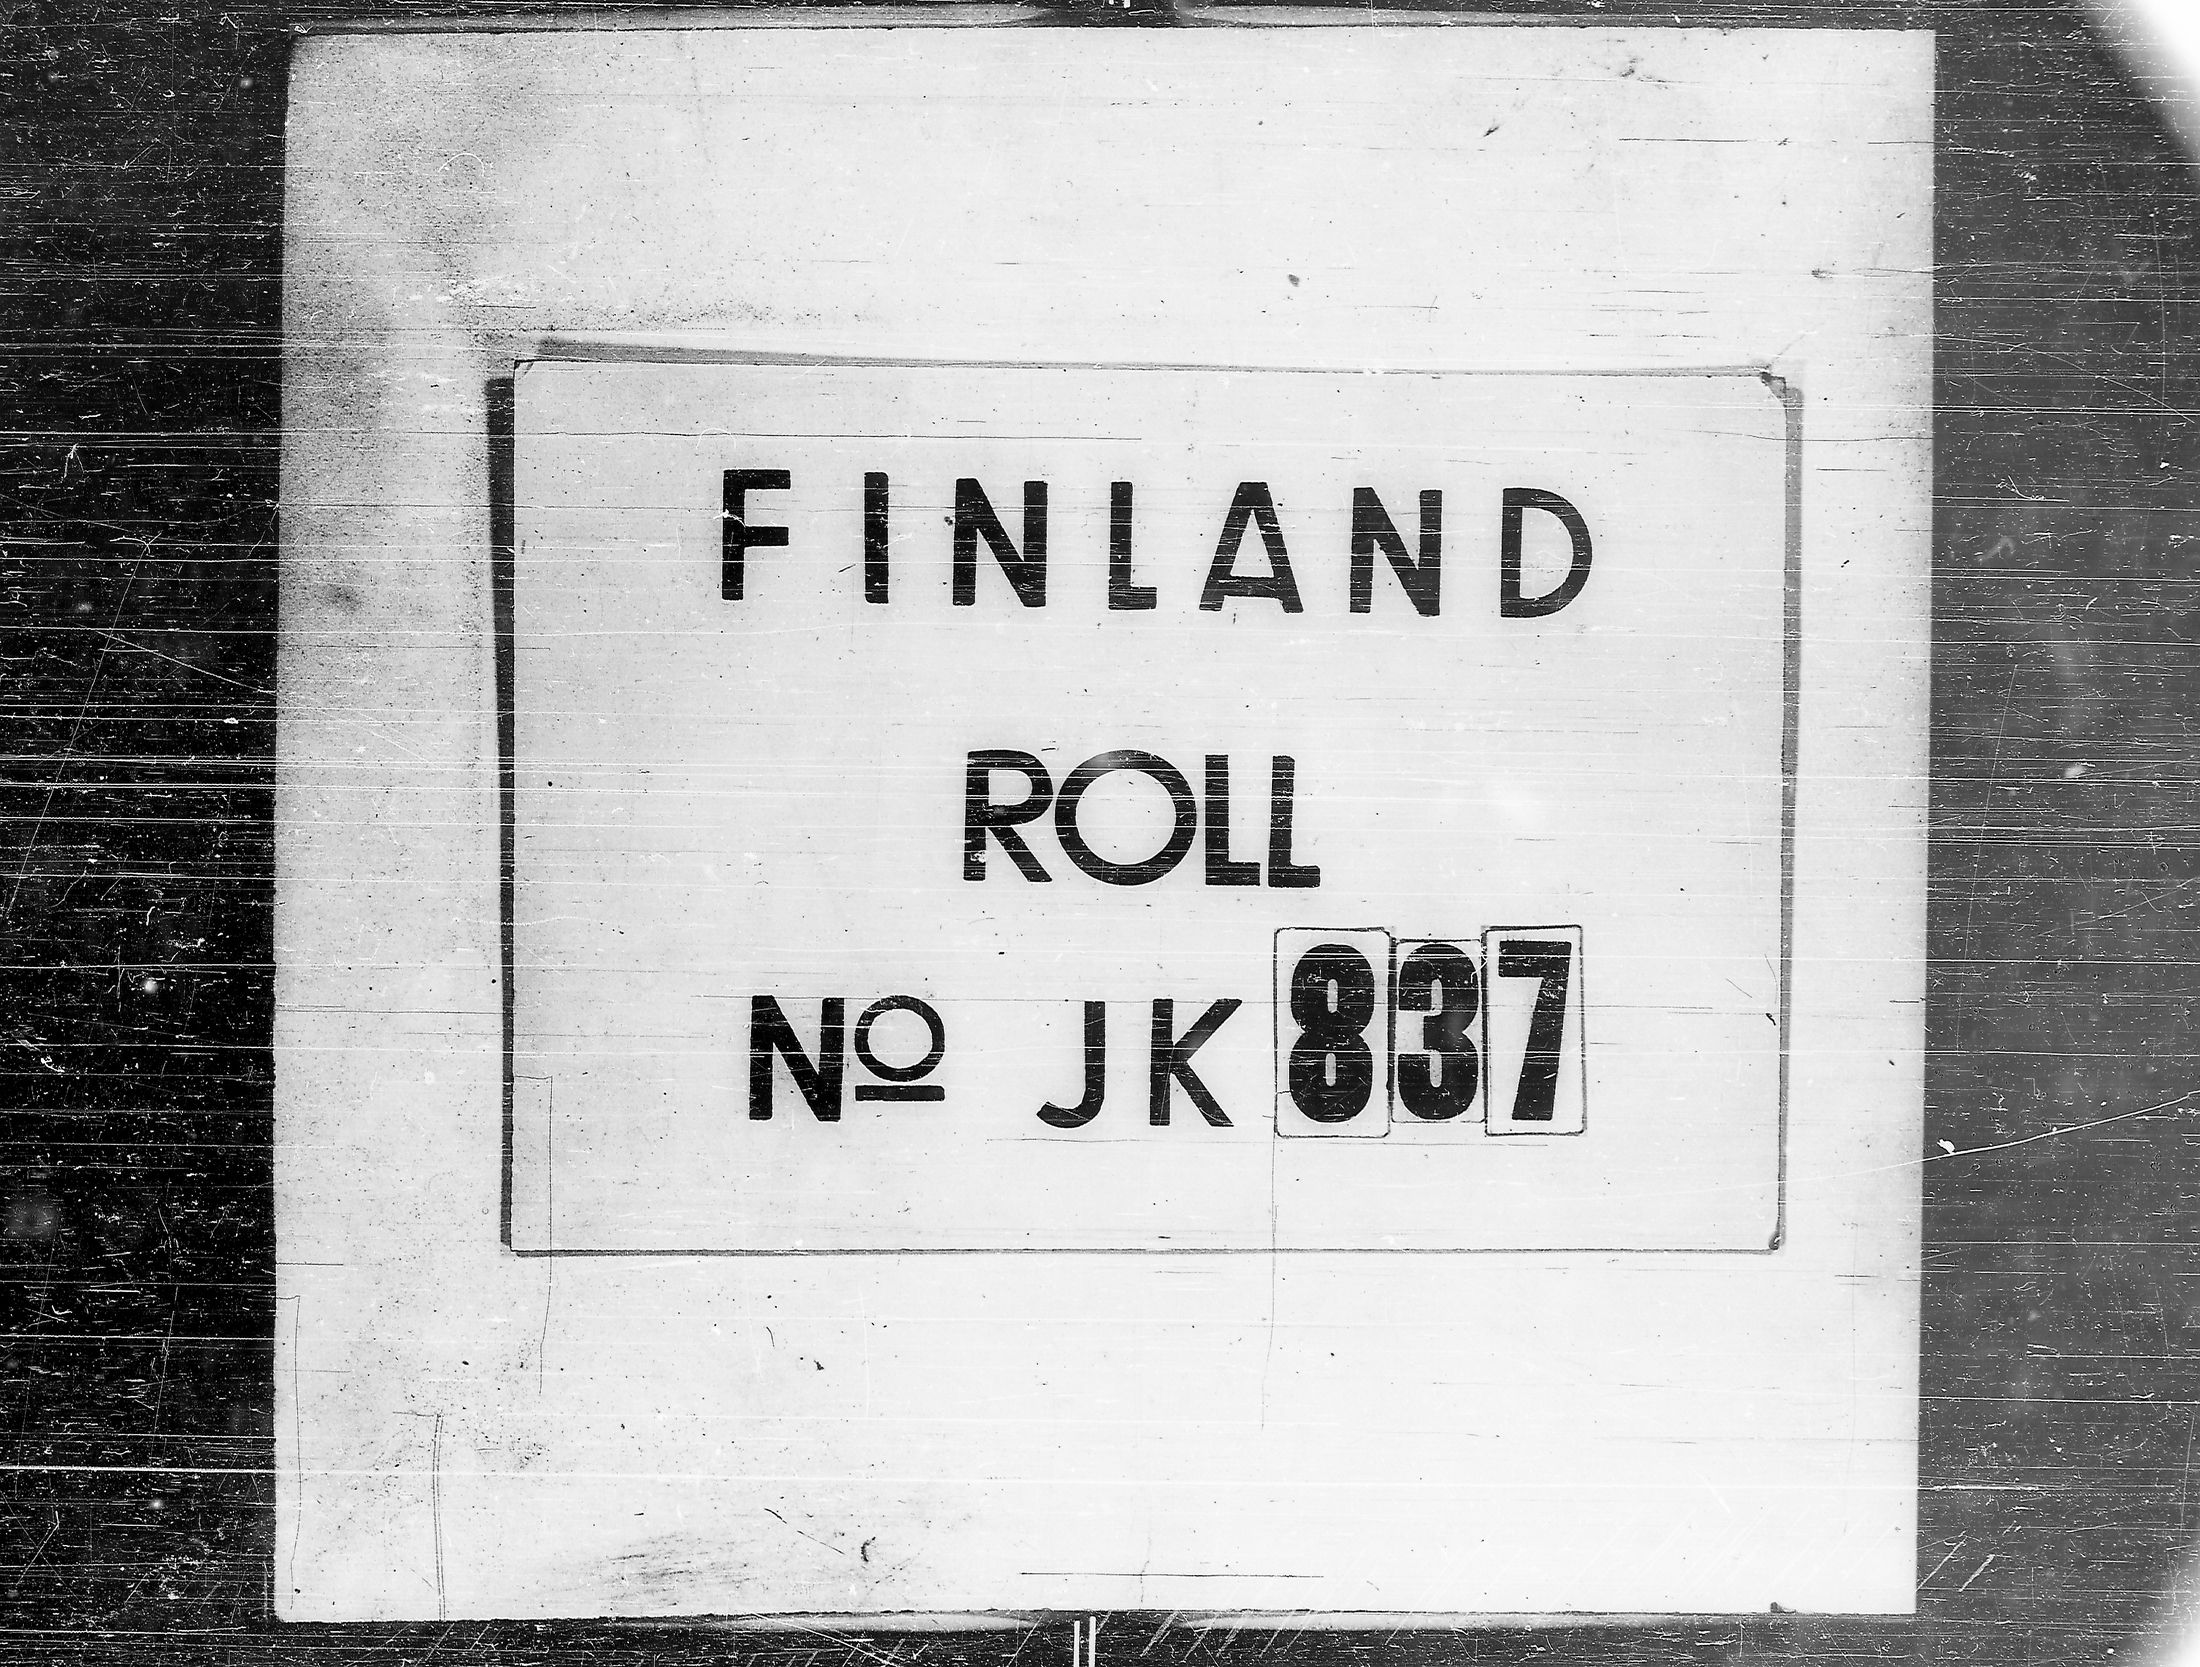 FINLAND
ROLL
Nº JK 837